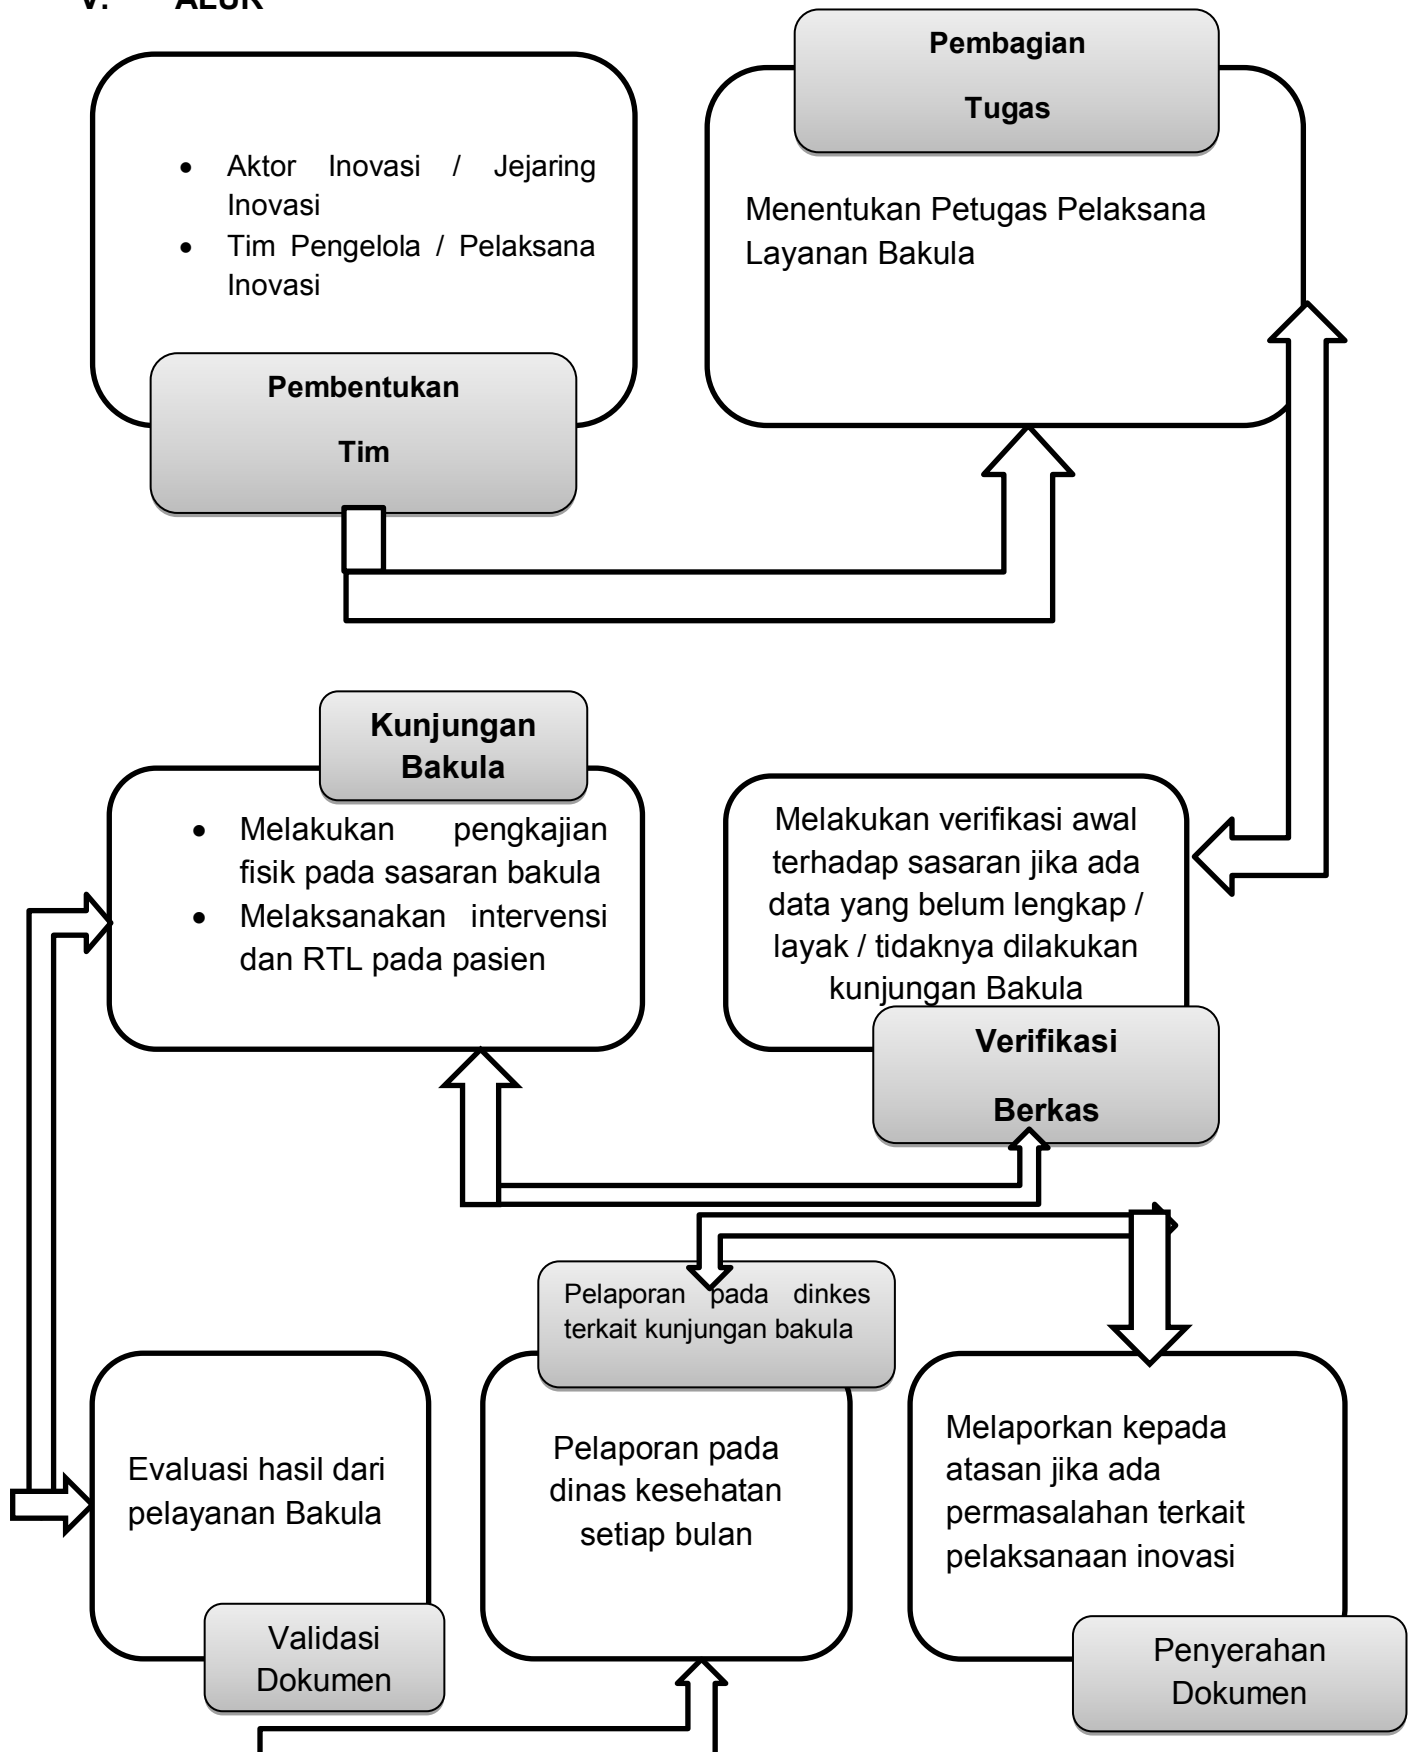 V. ALUR
Pembagian
Tugas
• Aktor Inovasi / Jejaring
Inovasi
• Tim Pengelola / Pelaksana
Inovasi
Menentukan Petugas Pelaksana
Layanan Bakula
Pembentukan
Tim
Kunjungan
Bakula
• Melakukan pengkajian
fisik pada sasaran bakula
• Melaksanakan intervensi
dan RTL pada pasien
Melakukan verifikasi awal
terhadap sasaran jika ada
data yang belum lengkap /
layak / tidaknya dilakukan
kunjungan Bakula
Verifikasi
Berkas
Pelaporan pada dinkes
terkait kunjungan bakula
Evaluasi hasil dari
pelayanan Bakula
Validasi
Dokumen
Pelaporan pada
dinas kesehatan
setiap bulan
Melaporkan kepada
atasan jika ada
permasalahan terkait
pelaksanaan inovasi
Penyerahan
Dokumen